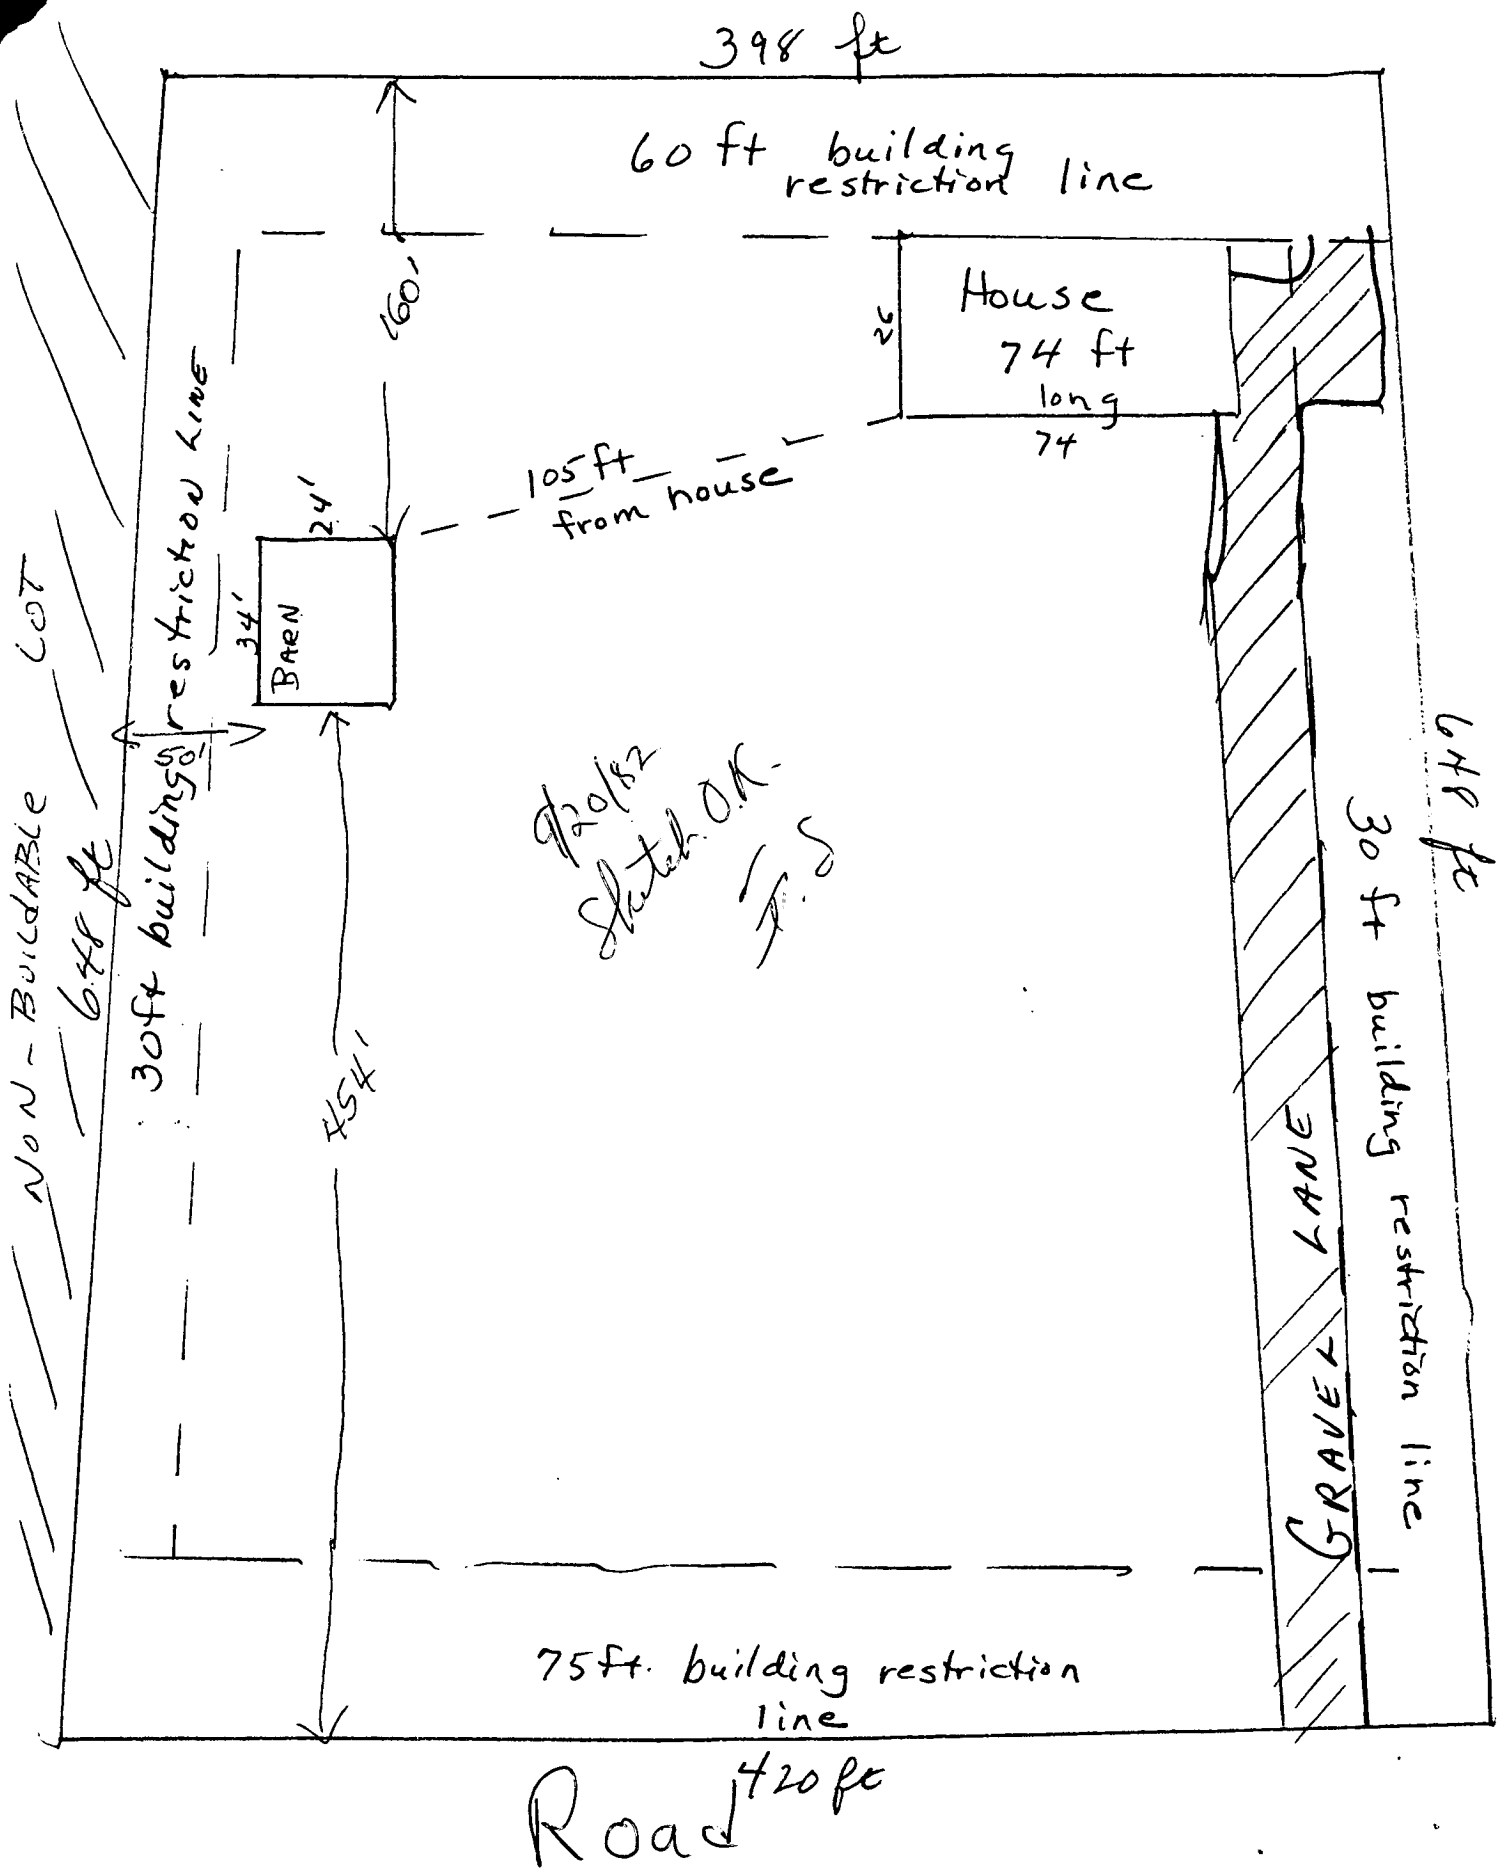 398 ft
60 ft building
restriction line
160'
House
74 ft
long
26
74
105 ft
from house
24'
34'
BARN
50'
30ft building restriction LINE
648 ft
NON-BUILdABLE LOT
9/20/82
Sketch O.K.
F.S
454'
648 ft
30 ft building restriction line
GRAVEL LANE
75ft. building restriction
line
420 ft
Road